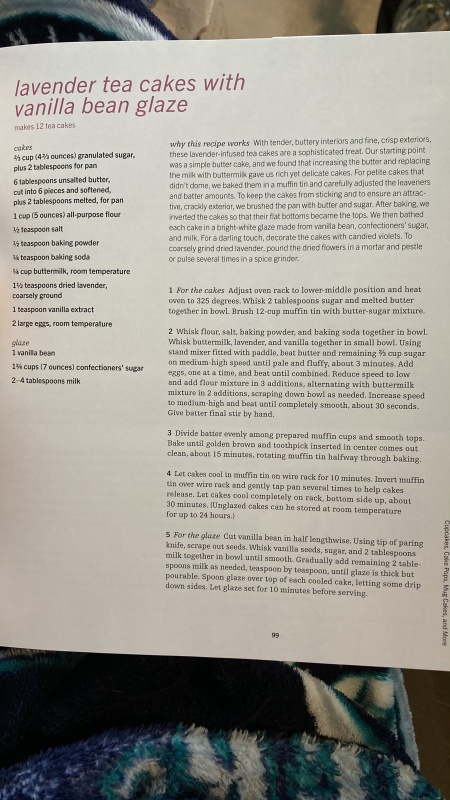 lavender tea cakes with
vanilla bean glaze
makes 12 tea cakes
cakes
⅔ cup (4⅔ ounces) granulated sugar,
plus 2 tablespoons for pan
6 tablespoons unsalted butter,
cut into 6 pieces and softened,
plus 2 tablespoons melted, for pan
1 cup (5 ounces) all-purpose flour
½ teaspoon salt
½ teaspoon baking powder
¼ teaspoon baking soda
¼ cup buttermilk, room temperature
1½ teaspoons dried lavender,
coarsely ground
1 teaspoon vanilla extract
2 large eggs, room temperature
glaze
1 vanilla bean
1¾ cups (7 ounces) confectioners' sugar
2–4 tablespoons milk
why this recipe works With tender, buttery interiors and fine, crisp exteriors,
these lavender-infused tea cakes are a sophisticated treat. Our starting point
was a simple butter cake, and we found that increasing the butter and replacing
the milk with buttermilk gave us rich yet delicate cakes. For petite cakes that
didn't dome, we baked them in a muffin tin and carefully adjusted the leaveners
and batter amounts. To keep the cakes from sticking and to ensure an attrac-
tive, crackly exterior, we brushed the pan with butter and sugar. After baking, we
inverted the cakes so that their flat bottoms became the tops. We then bathed
each cake in a bright-white glaze made from vanilla bean, confectioners' sugar,
and milk. For a darling touch, decorate the cakes with candied violets. To
coarsely grind dried lavender, pound the dried flowers in a mortar and pestle
or pulse several times in a spice grinder.
1 For the cakes Adjust oven rack to lower-middle position and heat
oven to 325 degrees. Whisk 2 tablespoons sugar and melted butter
together in bowl. Brush 12-cup muffin tin with butter-sugar mixture.
2 Whisk flour, salt, baking powder, and baking soda together in bowl.
Whisk buttermilk, lavender, and vanilla together in small bowl. Using
stand mixer fitted with paddle, beat butter and remaining ⅔ cup sugar
on medium-high speed until pale and fluffy, about 3 minutes. Add
eggs, one at a time, and beat until combined. Reduce speed to low
and add flour mixture in 3 additions, alternating with buttermilk
mixture in 2 additions, scraping down bowl as needed. Increase speed
to medium-high and beat until completely smooth, about 30 seconds.
Give batter final stir by hand.
3 Divide batter evenly among prepared muffin cups and smooth tops.
Bake until golden brown and toothpick inserted in center comes out
clean, about 15 minutes, rotating muffin tin halfway through baking.
4 Let cakes cool in muffin tin on wire rack for 10 minutes. Invert muffin
tin over wire rack and gently tap pan several times to help cakes
release. Let cakes cool completely on rack, bottom side up, about
30 minutes. (Unglazed cakes can be stored at room temperature
for up to 24 hours.)
5 For the glaze Cut vanilla bean in half lengthwise. Using tip of paring
knife, scrape out seeds. Whisk vanilla seeds, sugar, and 2 tablespoons
milk together in bowl until smooth. Gradually add remaining 2 table-
spoons milk as needed, teaspoon by teaspoon, until glaze is thick but
pourable. Spoon glaze over top of each cooled cake, letting some drip
down sides. Let glaze set for 10 minutes before serving.
Cupcakes, Cake Pops, Mug Cakes, and More
99